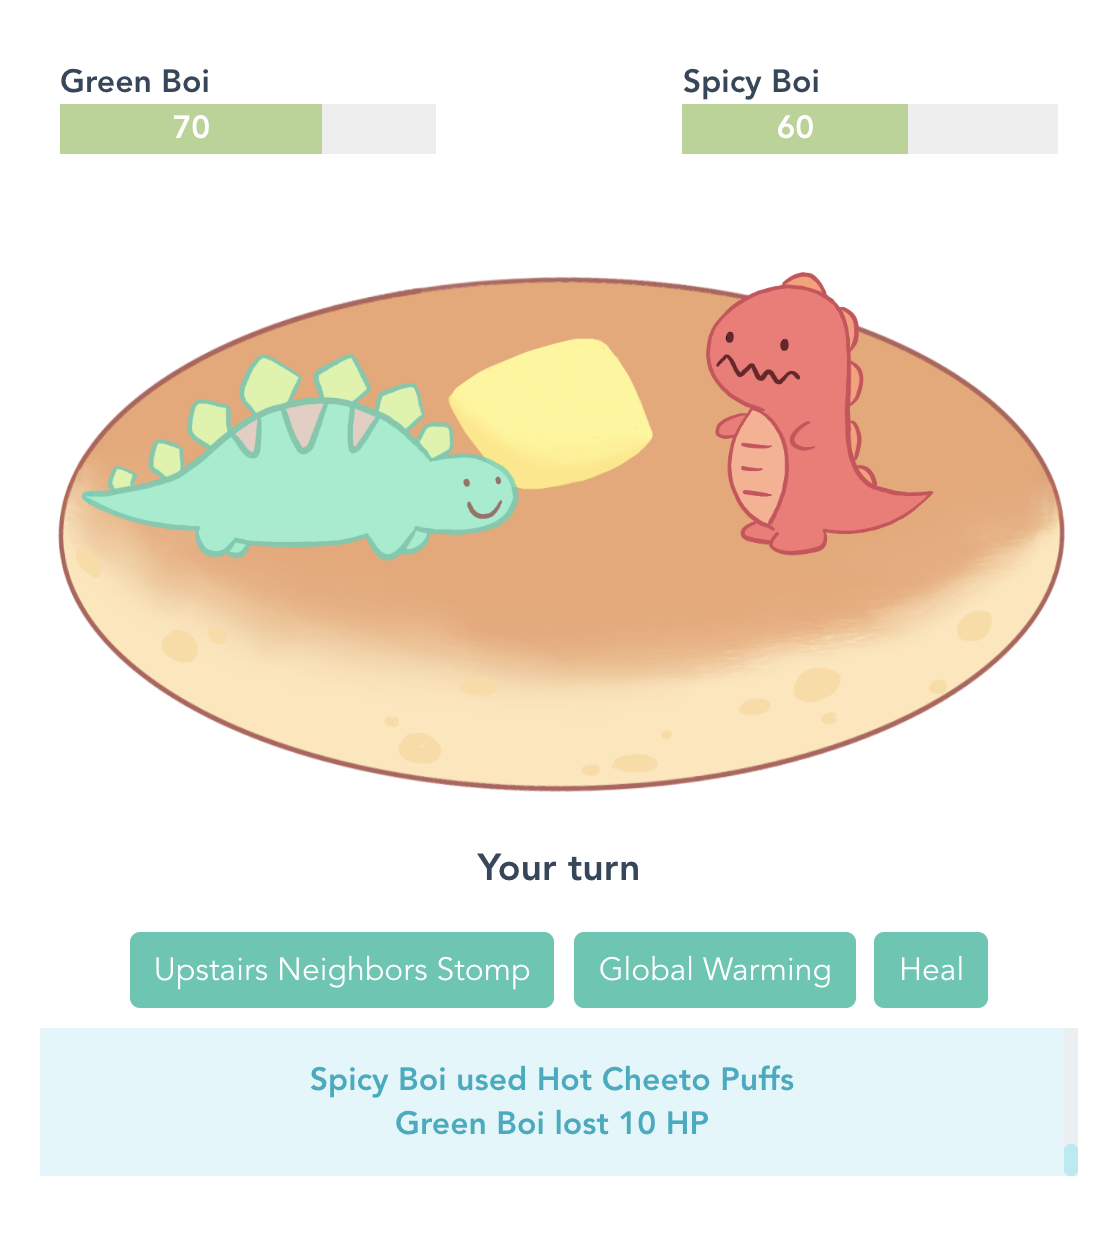 Green Boi
70
Spicy Boi
60
Your turn
Upstairs Neighbors Stomp
Global Warming
Heal
Spicy Boi used Hot Cheeto Puffs
Green Boi lost 10 HP